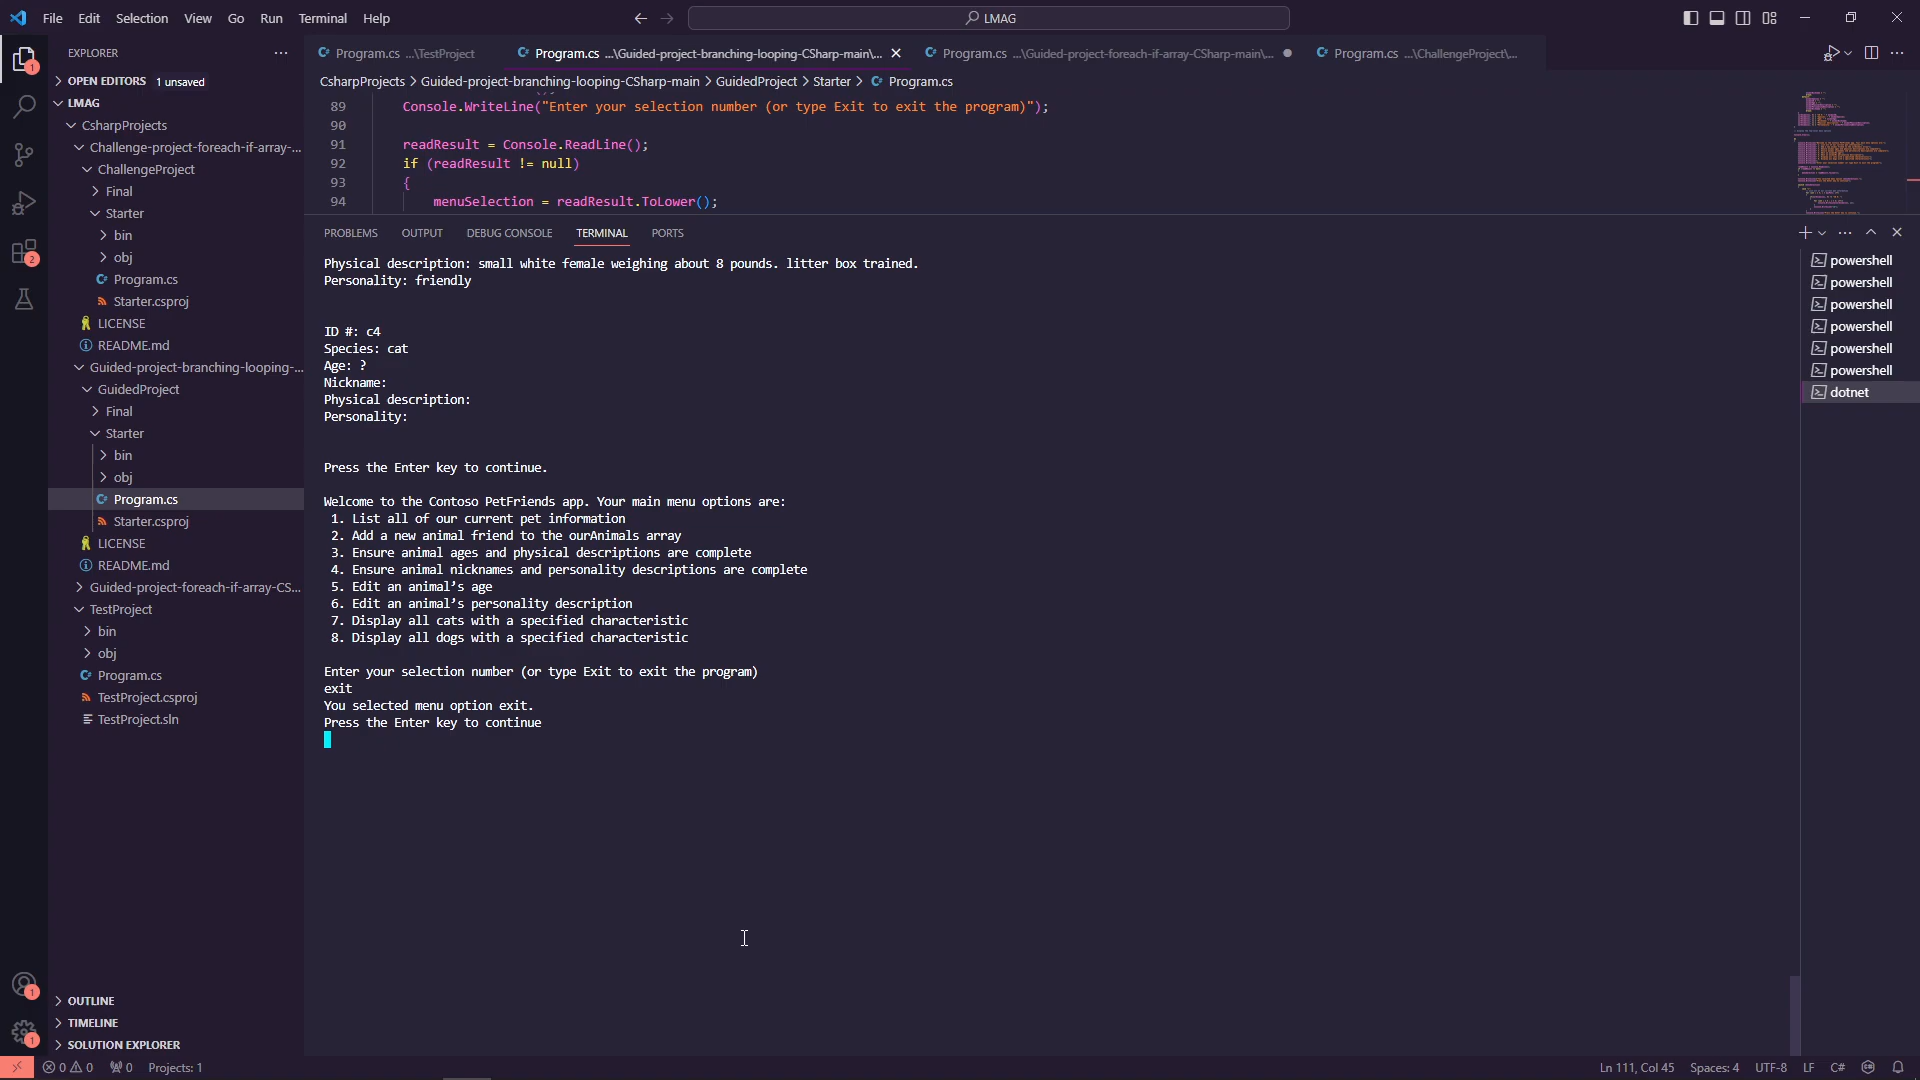 File Edit Selection View Go Run Terminal Help
LMAG
EXPLORER
Program.cs ...\TestProject
Program.cs ...\Guided-project-branching-looping-CSharp-main\...
Program.cs ...\Guided-project-foreach-if-array-CSharp-main\...
Program.cs ...\ChallengeProject\...
OPEN EDITORS 1 unsaved
LMAG
CsharpProjects
Challenge-project-foreach-if-array-...
ChallengeProject
Final
Starter
bin
obj
Program.cs
Starter.csproj
LICENSE
README.md
Guided-project-branching-looping-...
GuidedProject
Final
Starter
bin
obj
Program.cs
Starter.csproj
LICENSE
README.md
Guided-project-foreach-if-array-CS...
TestProject
bin
obj
Program.cs
TestProject.csproj
TestProject.sln
OUTLINE
TIMELINE
SOLUTION EXPLORER
CsharpProjects > Guided-project-branching-looping-CSharp-main > GuidedProject > Starter > Program.cs
89 Console.WriteLine("Enter your selection number (or type Exit to exit the program)");
90
91 readResult = Console.ReadLine();
92 if (readResult != null)
93 {
94 menuSelection = readResult.ToLower();
PROBLEMS OUTPUT DEBUG CONSOLE TERMINAL PORTS
Physical description: small white female weighing about 8 pounds. litter box trained.
Personality: friendly
ID #: c4
Species: cat
Age: ?
Nickname:
Physical description:
Personality:
Press the Enter key to continue.
Welcome to the Contoso PetFriends app. Your main menu options are:
1. List all of our current pet information
2. Add a new animal friend to the ourAnimals array
3. Ensure animal ages and physical descriptions are complete
4. Ensure animal nicknames and personality descriptions are complete
5. Edit an animal’s age
6. Edit an animal’s personality description
7. Display all cats with a specified characteristic
8. Display all dogs with a specified characteristic
Enter your selection number (or type Exit to exit the program)
exit
You selected menu option exit.
Press the Enter key to continue
powershell
powershell
powershell
powershell
powershell
powershell
dotnet
1
2
1
1
0 0 0 Projects: 1
Ln 111, Col 45 Spaces: 4 UTF-8 LF C#